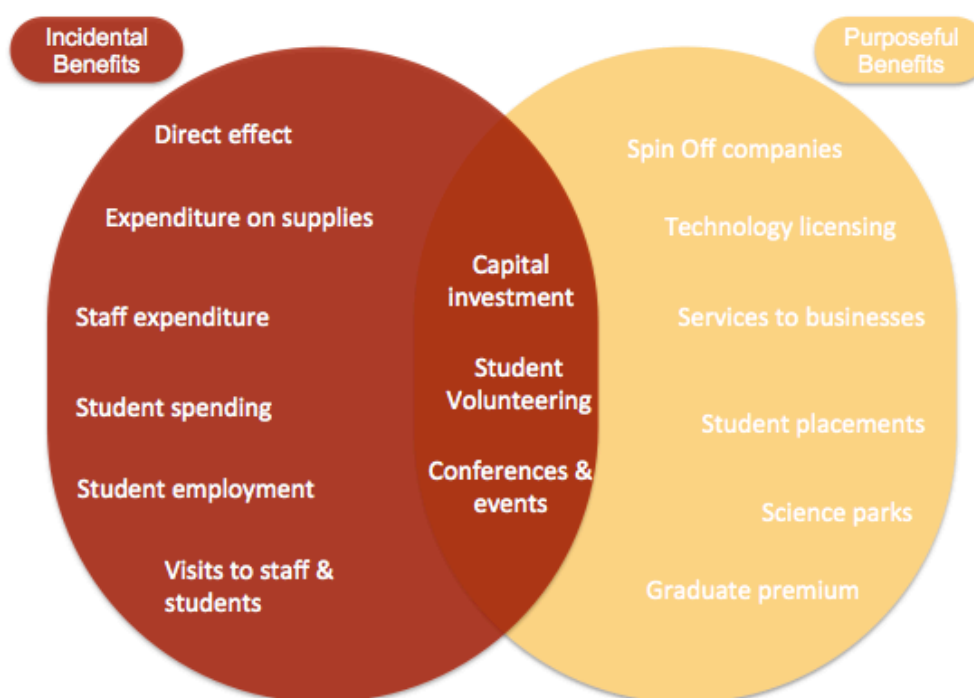 Incidental
Benefits
Purposeful
Benefits
Direct effect
Expenditure on supplies
Staff expenditure
Student spending
Student employment
Visits to staff &
students
Capital
investment
Student
Volunteering
Conferences &
events
Spin Off companies
Technology licensing
Services to businesses
Student placements
Science parks
Graduate premium